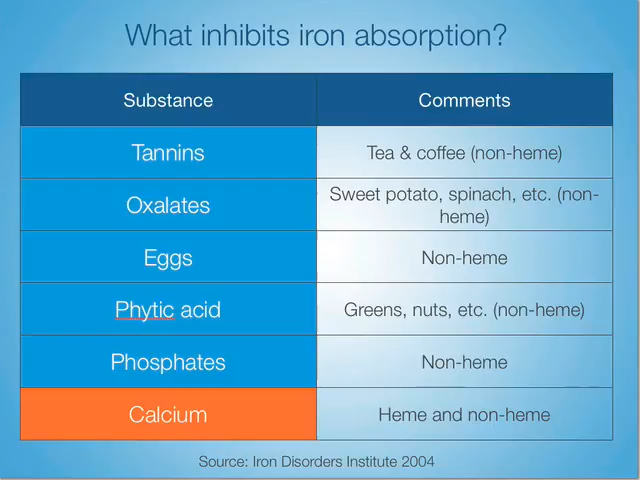 What inhibits iron absorption?
Substance
Comments
Tannins
Tea & coffee (non-heme)
Oxalates
Sweet potato, spinach, etc. (non-
heme)
Eggs
Non-heme
Phytic acid
Greens, nuts, etc. (non-heme)
Phosphates
Non-heme
Calcium
Heme and non-heme
Source: Iron Disorders Institute 2004